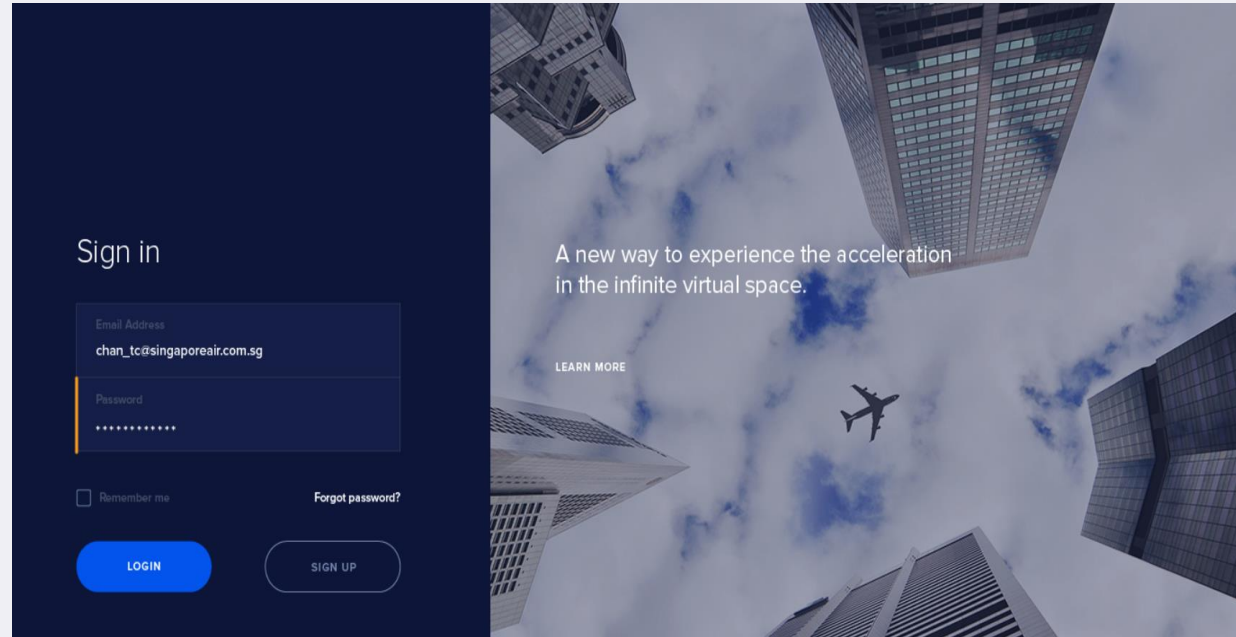 Sign in
Email Address
chan_tc@singaporeair.com.sg
Password
************
Remember me
Forgot password?
LOGIN
SIGN UP
A new way to experience the acceleration
in the infinite virtual space.
LEARN MORE